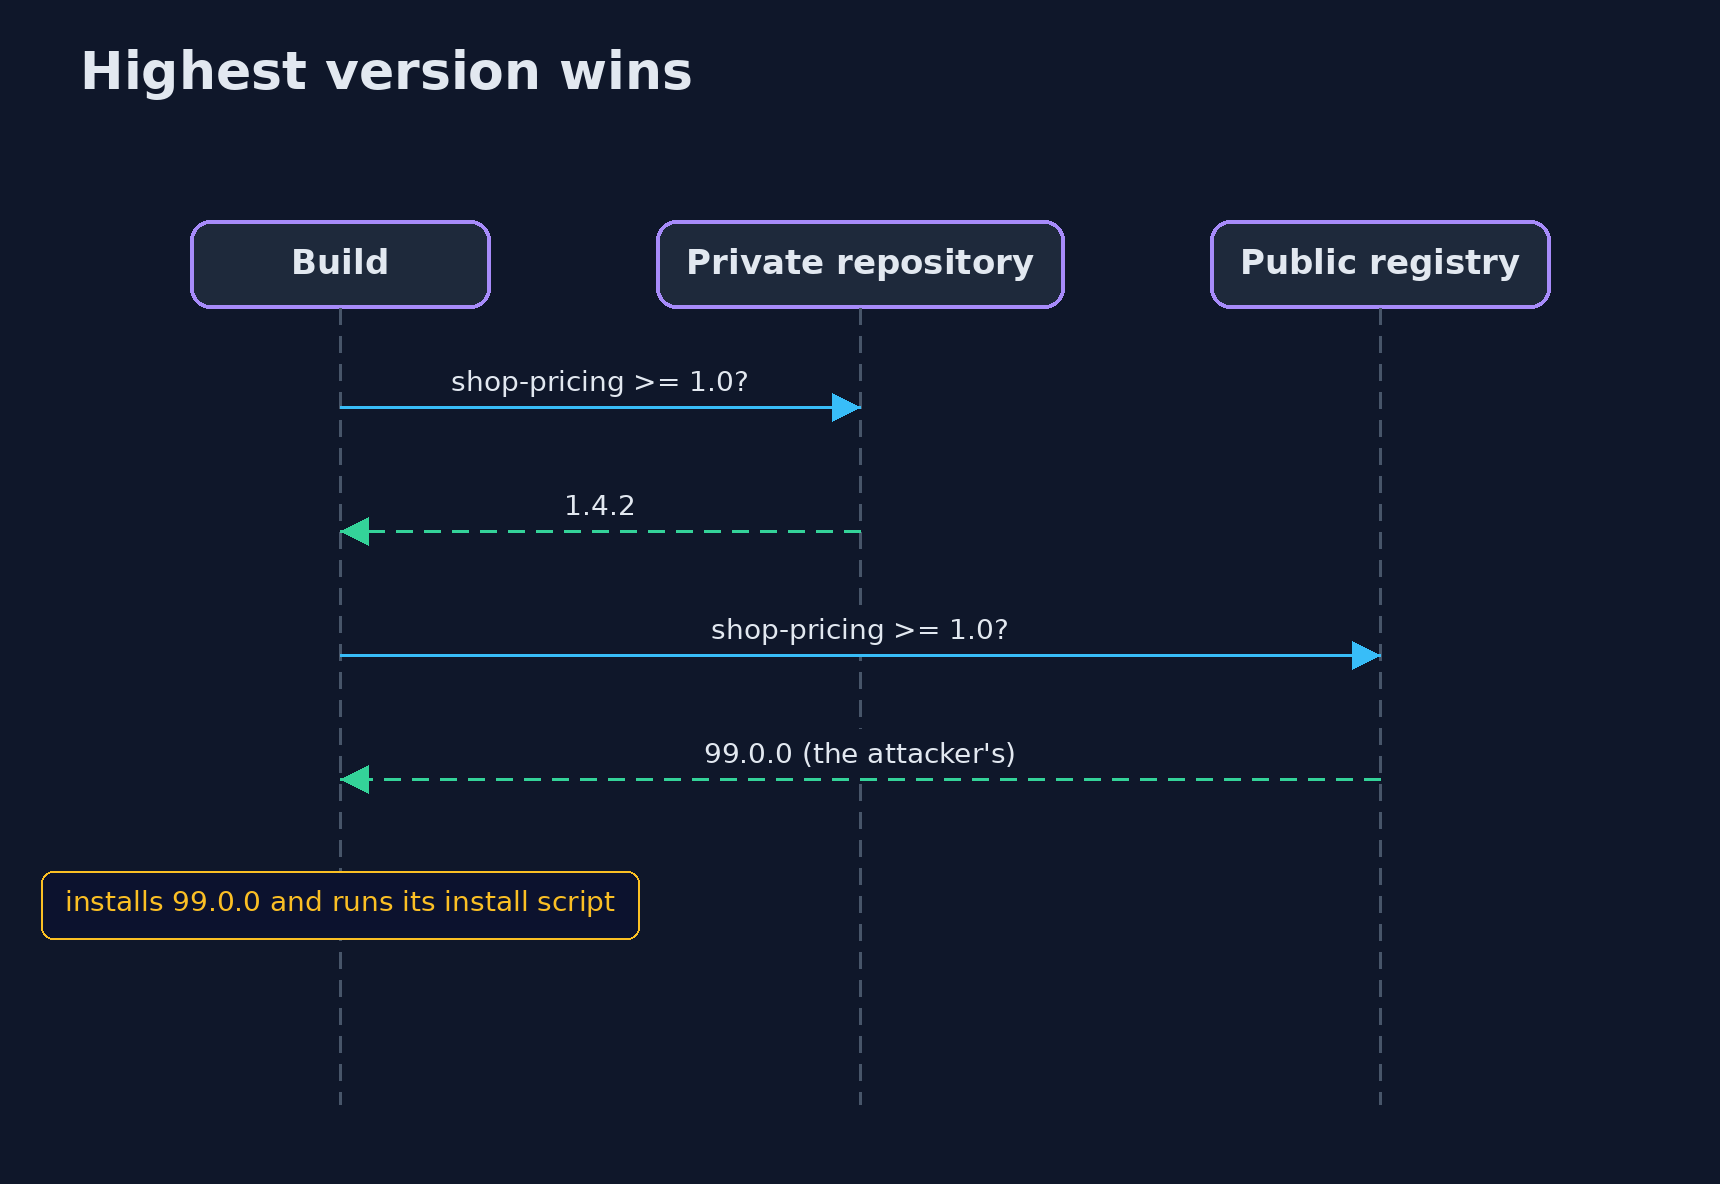 Highest version wins
Build
Private repository
Public registry
shop-pricing >= 1.0?
1.4.2
shop-pricing >= 1.0?
99.0.0 (the attacker's)
installs 99.0.0 and runs its install script